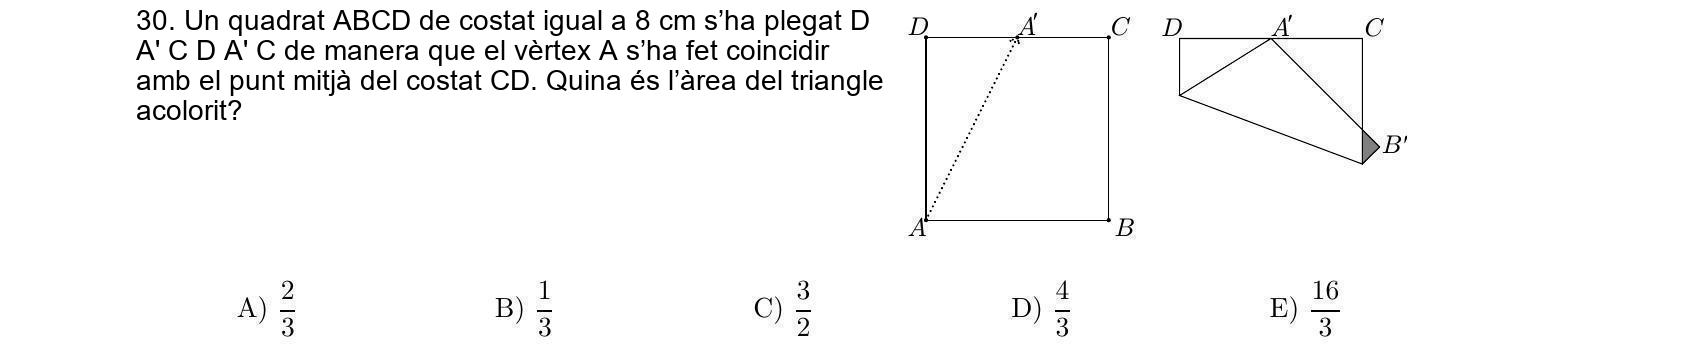 30. Un quadrat ABCD de costat igual a 8 cm s’ha plegat D
A' C D A' C de manera que el vèrtex A s’ha fet coincidir
amb el punt mitjà del costat CD. Quina és l’àrea del triangle
acolorit?
D A′ C
A B
D A′ C
B′
A) 2/3 B) 1/3 C) 3/2 D) 4/3 E) 16/3